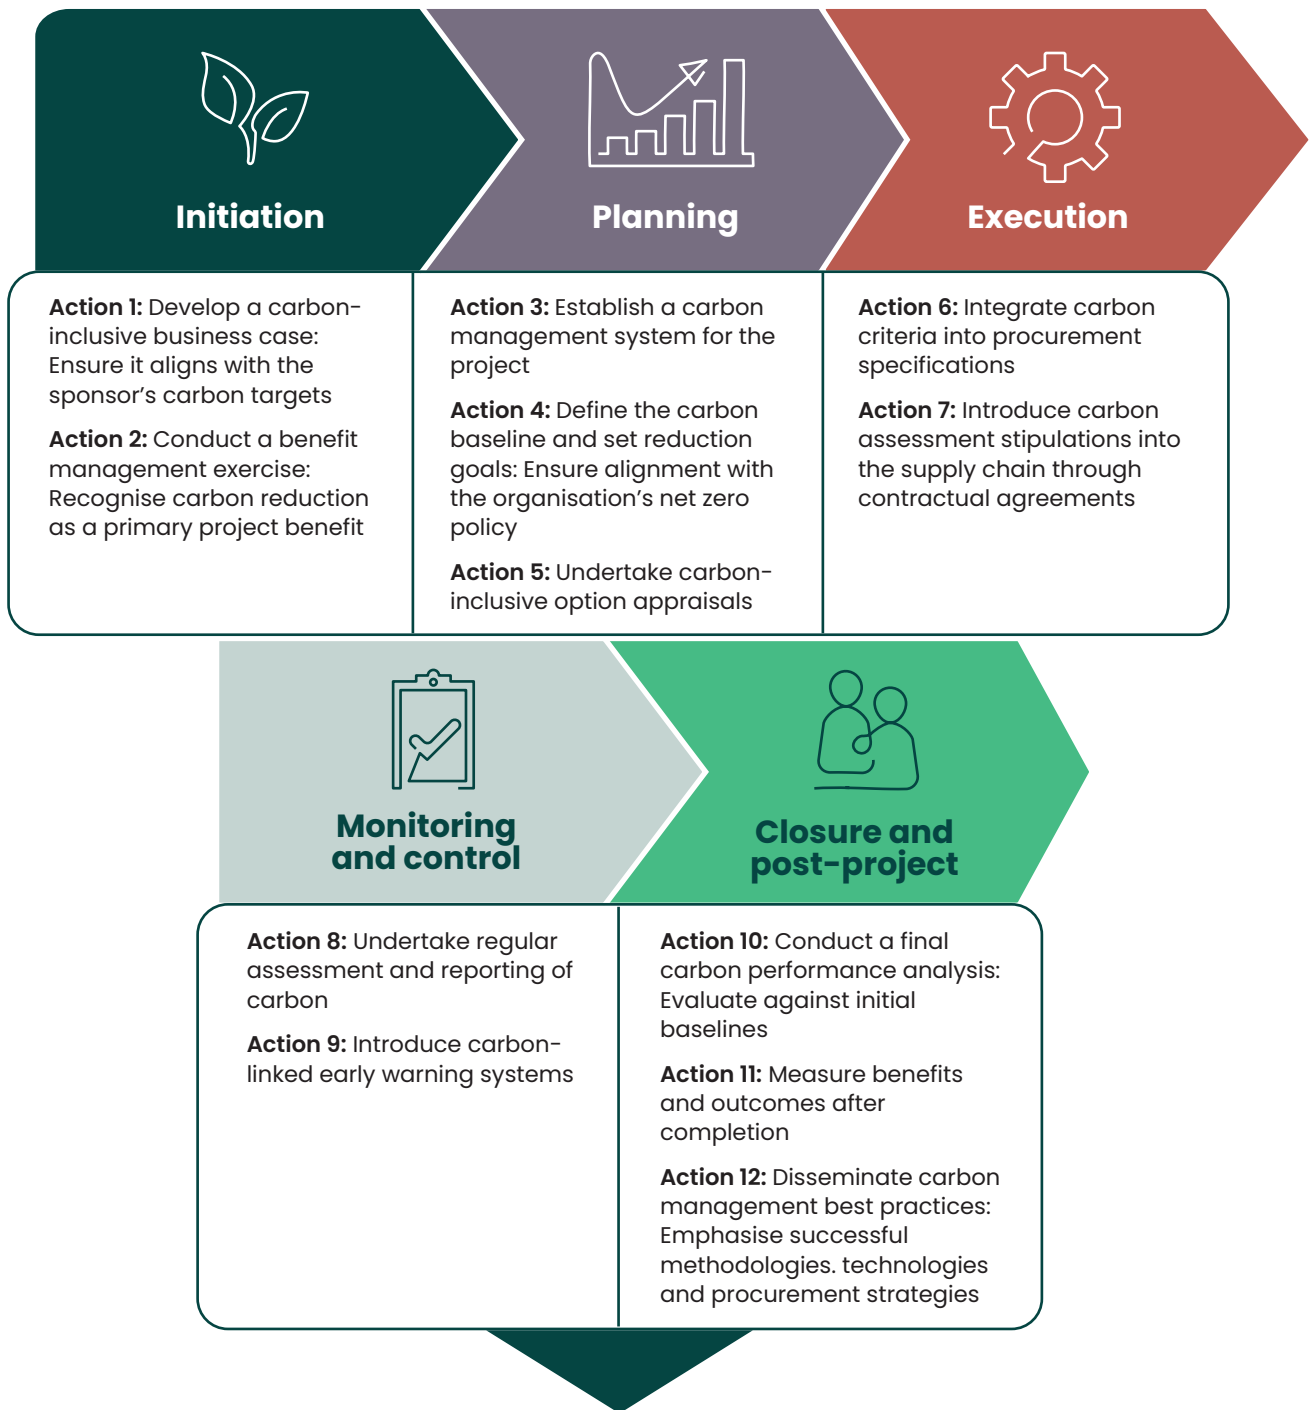 Initiation
Action 1: Develop a carbon-
inclusive business case:
Ensure it aligns with the
sponsor’s carbon targets
Action 2: Conduct a benefit
management exercise:
Recognise carbon reduction
as a primary project benefit
Planning
Action 3: Establish a carbon
management system for the
project
Action 4: Define the carbon
baseline and set reduction
goals: Ensure alignment with
the organisation’s net zero
policy
Action 5: Undertake carbon-
inclusive option appraisals
Execution
Action 6: Integrate carbon
criteria into procurement
specifications
Action 7: Introduce carbon
assessment stipulations into
the supply chain through
contractual agreements
Monitoring
and control
Action 8: Undertake regular
assessment and reporting of
carbon
Action 9: Introduce carbon-
linked early warning systems
Closure and
post-project
Action 10: Conduct a final
carbon performance analysis:
Evaluate against initial
baselines
Action 11: Measure benefits
and outcomes after
completion
Action 12: Disseminate carbon
management best practices:
Emphasise successful
methodologies. technologies
and procurement strategies